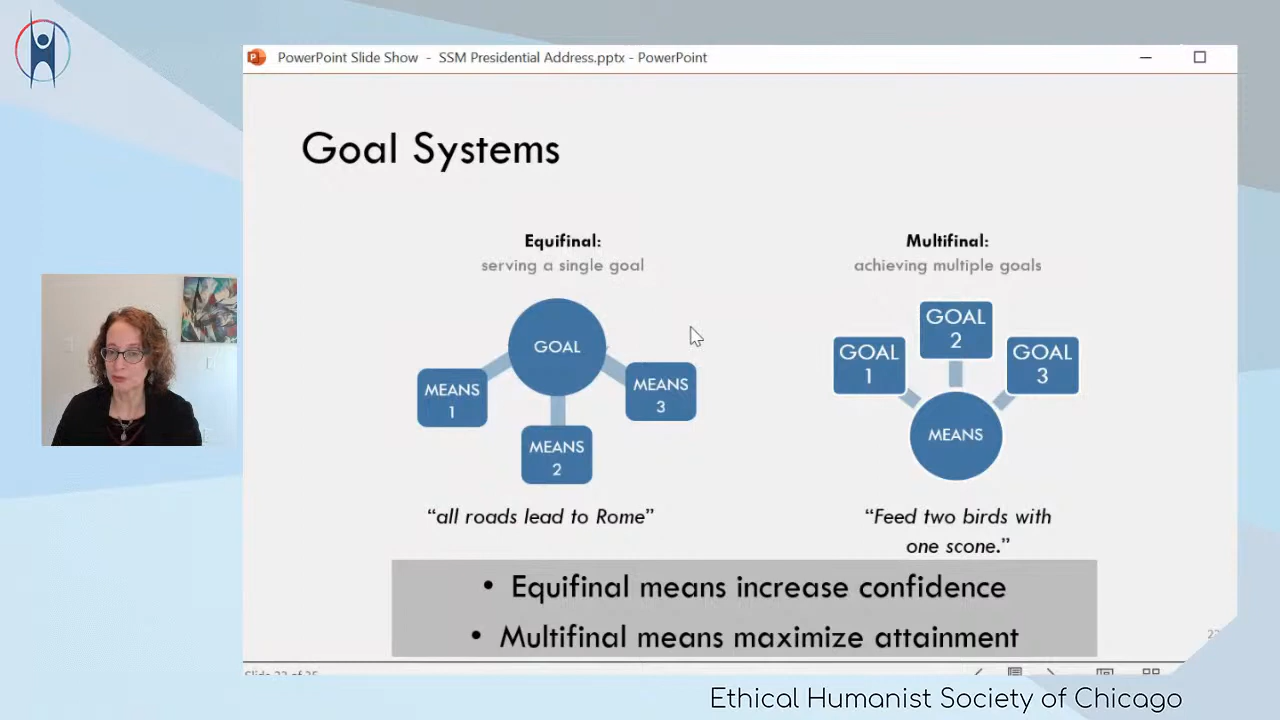 PowerPoint Slide Show - SSM Presidential Address.pptx - PowerPoint
Goal Systems
Equifinal:
serving a single goal
GOAL
MEANS
1
MEANS
2
MEANS
3
“all roads lead to Rome”
Multifinal:
achieving multiple goals
GOAL
1
GOAL
2
GOAL
3
MEANS
“Feed two birds with
one scone.”
• Equifinal means increase confidence
• Multifinal means maximize attainment
Ethical Humanist Society of Chicago